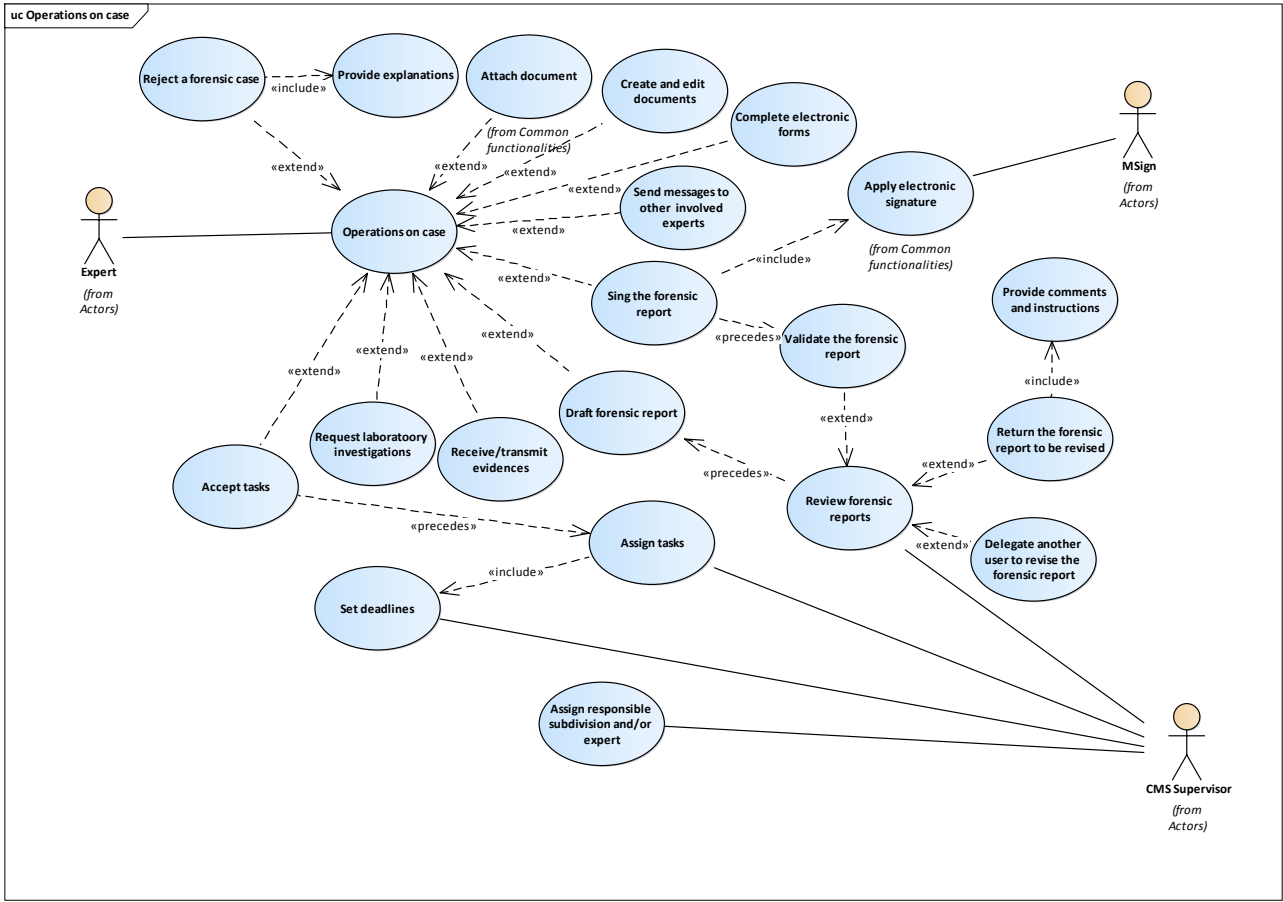 uc Operations on case
Reject a forensic case
«include»
Provide explanations
Attach document
(from Common
functionalities)
Create and edit
documents
Complete electronic
forms
MSign
(from
Actors)
Apply electronic
signature
(from Common
functionalities)
«extend»
«extend»
«extend»
«extend»
Send messages to
other involved
experts
«extend»
Expert
(from
Actors)
Operations on case
«include»
«extend»
Sing the forensic
report
Provide comments
and instructions
«precedes»
Validate the forensic
report
«extend»
«extend»
«extend»
«extend»
«include»
Draft forensic report
«extend»
Request laboratoory
investigations
Receive/transmit
evidences
Return the forensic
report to be revised
«extend»
«precedes»
Accept tasks
Review forensic
reports
«precedes»
Assign tasks
«extend»
Delegate another
user to revise the
forensic report
«include»
Set deadlines
Assign responsible
subdivision and/or
expert
CMS Supervisor
(from
Actors)